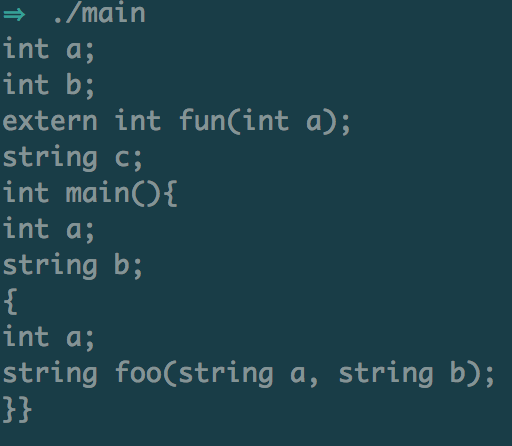 ⇒ ./main
int a;
int b;
extern int fun(int a);
string c;
int main(){
int a;
string b;
{
int a;
string foo(string a, string b);
}}